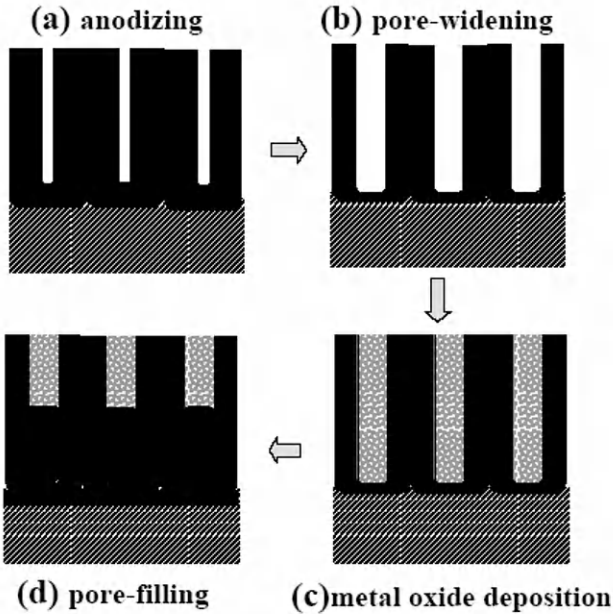 (a) anodizing
(b) pore-widening
(d) pore-filling
(c)metal oxide deposition